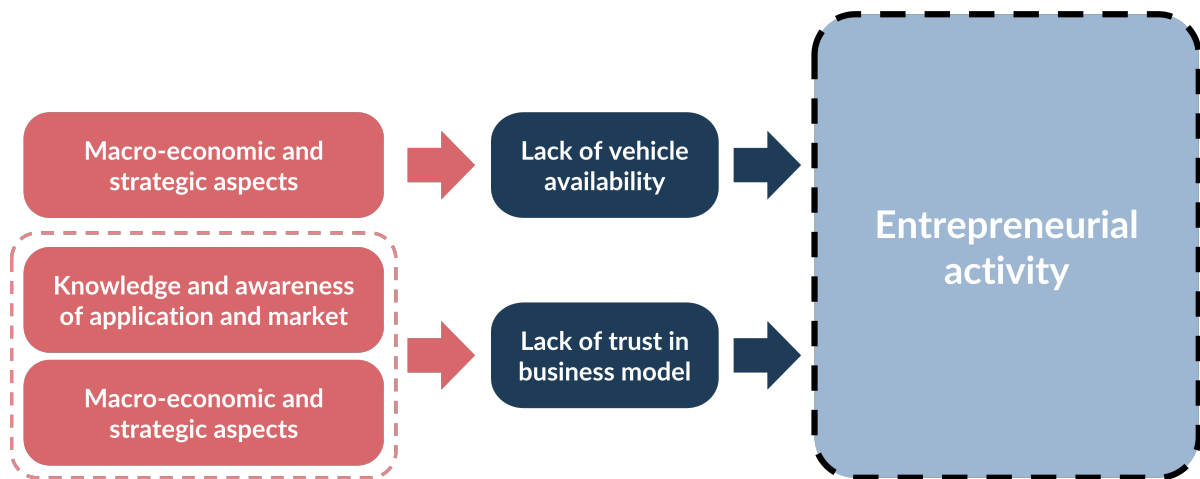 Macro-economic and
strategic aspects
Lack of vehicle
availability
Knowledge and awareness
of application and market
Macro-economic and
strategic aspects
Lack of trust in
business model
Entrepreneurial
activity